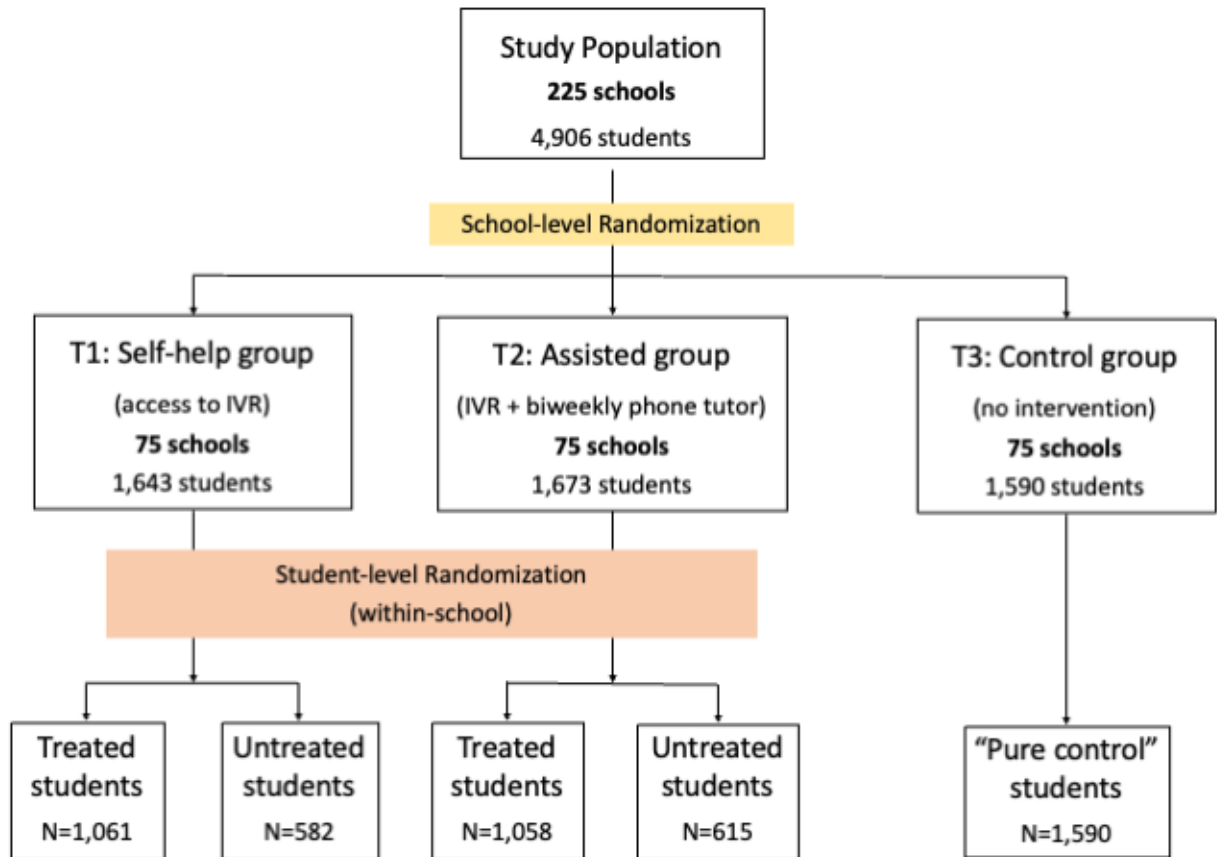 Study Population
225 schools
4,906 students
School-level Randomization
T1: Self-help group
(access to IVR)
75 schools
1,643 students
T2: Assisted group
(IVR + biweekly phone tutor)
75 schools
1,673 students
T3: Control group
(no intervention)
75 schools
1,590 students
Student-level Randomization
(within-school)
Treated
students
N=1,061
Untreated
students
N=582
Treated
students
N=1,058
Untreated
students
N=615
“Pure control”
students
N=1,590